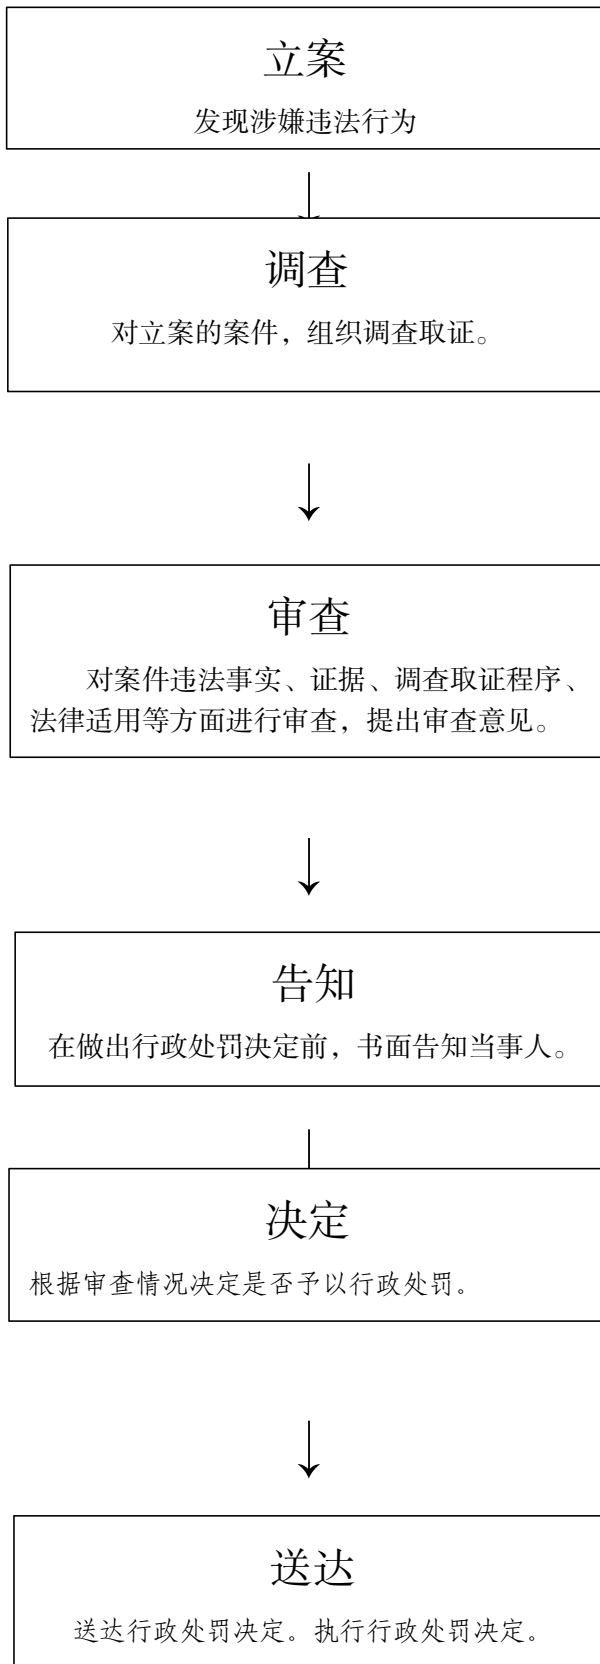 立案
发现涉嫌违法行为
调查
对立案的案件，组织调查取证。
审查
对案件违法事实、证据、调查取证程序、
法律适用等方面进行审查，提出审查意见。
告知
在做出行政处罚决定前，书面告知当事人。
决定
根据审查情况决定是否予以行政处罚。
送达
送达行政处罚决定。执行行政处罚决定。